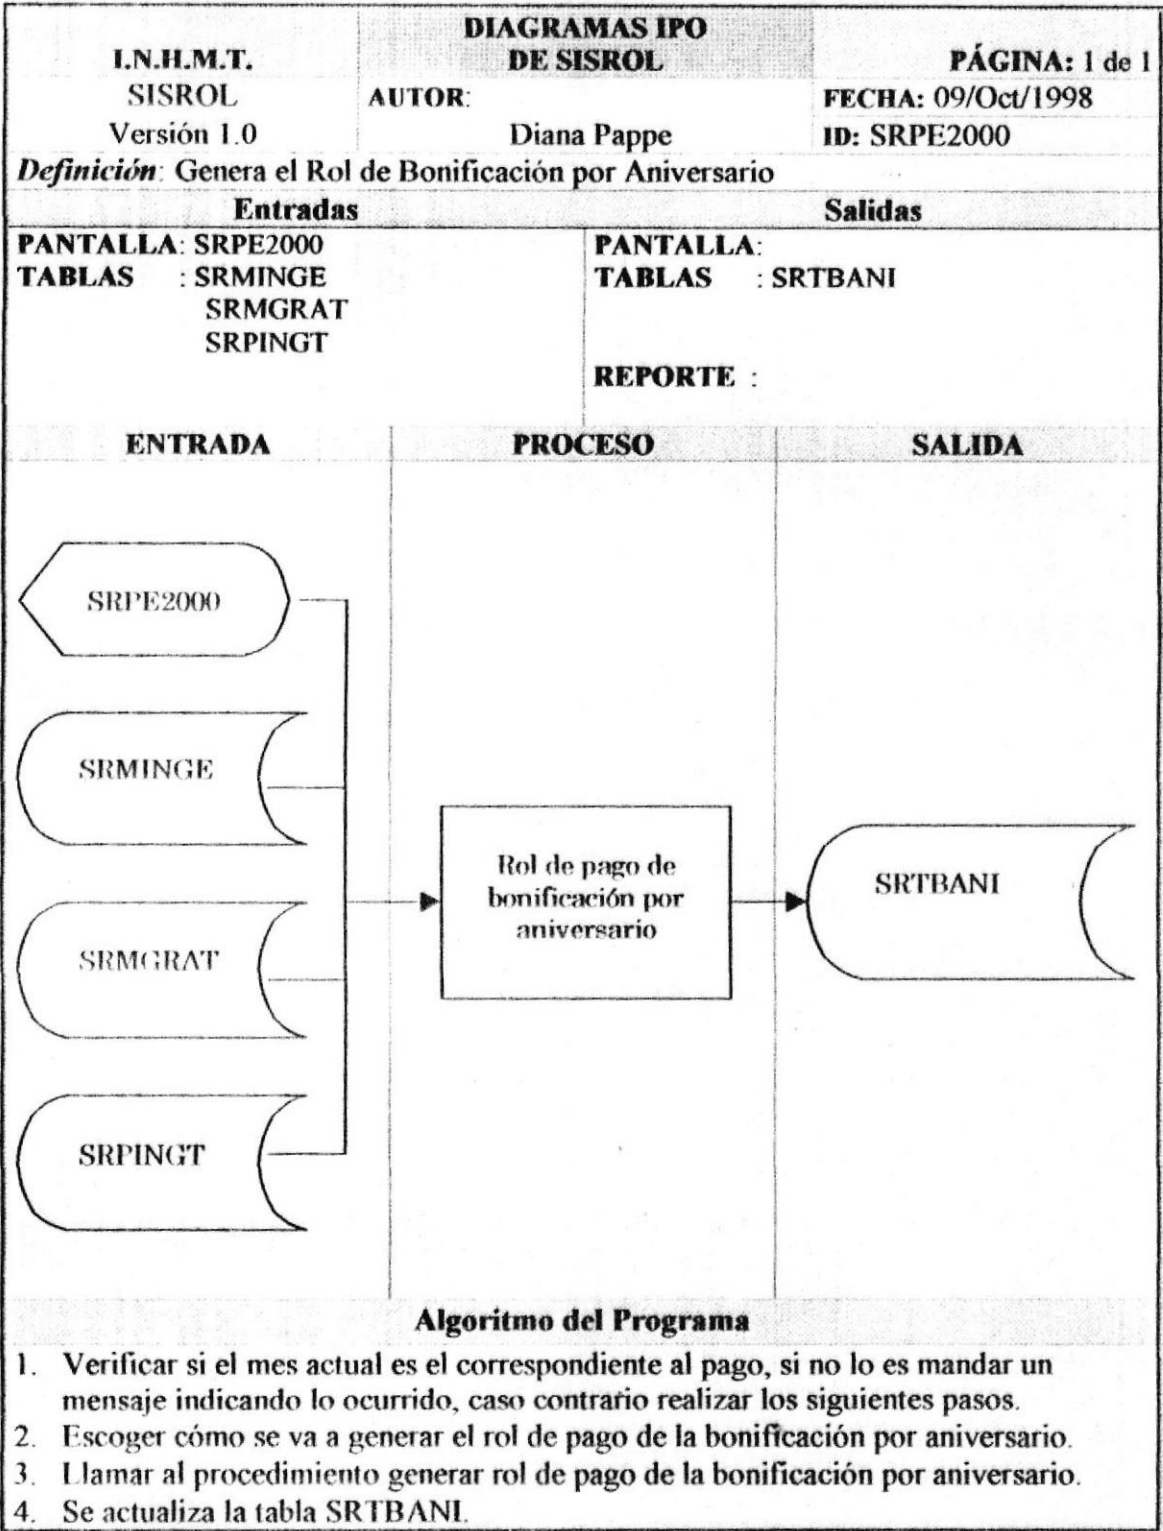 DIAGRAMAS IPO
I.N.H.M.T.
DE SISROL
PÁGINA: 1 de 1
SISROL
AUTOR:
FECHA: 09/Oct/1998
Versión 1.0
Diana Pappe
ID: SRPE2000
Definición: Genera el Rol de Bonificación por Aniversario
Entradas
Salidas
PANTALLA: SRPE2000
TABLAS : SRMINGE
SRMGRAT
SRPINGT
PANTALLA:
TABLAS : SRTBANI
REPORTE :
ENTRADA
PROCESO
SALIDA
SRPE2000
SRMINGE
SRMGRAT
SRPINGT
Rol de pago de
bonificación por
aniversario
SRTBANI
Algoritmo del Programa
1. Verificar si el mes actual es el correspondiente al pago, si no lo es mandar un
mensaje indicando lo ocurrido, caso contrario realizar los siguientes pasos.
2. Escoger cómo se va a generar el rol de pago de la bonificación por aniversario.
3. Llamar al procedimiento generar rol de pago de la bonificación por aniversario.
4. Se actualiza la tabla SRTBANI.